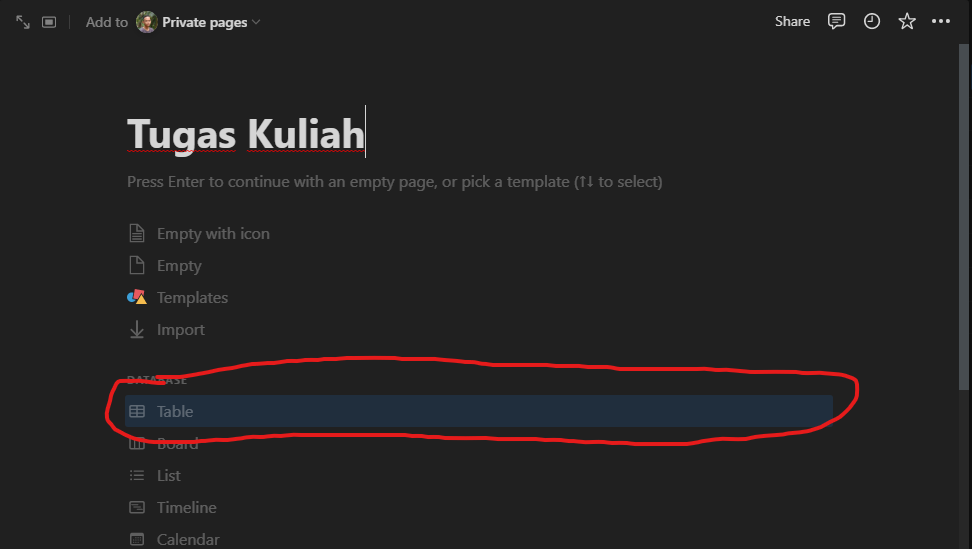 Add to Private pages
Share
Tugas Kuliah
Press Enter to continue with an empty page, or pick a template (↑↓ to select)
Empty with icon
Empty
Templates
Import
DATABASE
Table
Board
List
Timeline
Calendar